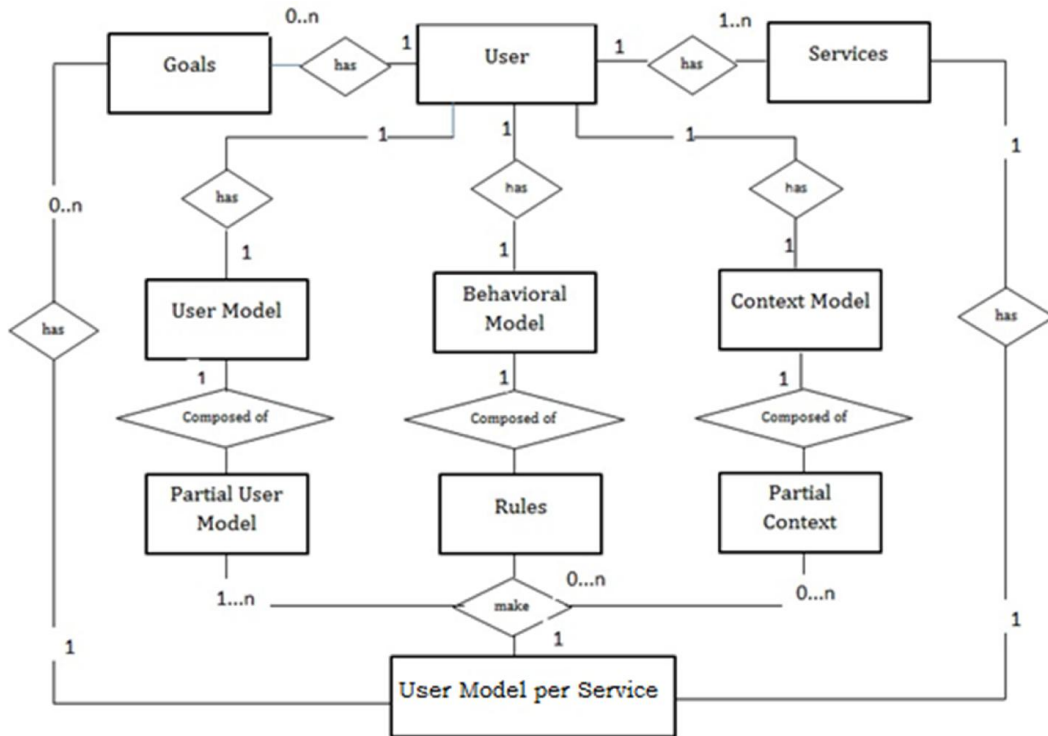 0..n
1..n
Goals
has
1
User
1
has
Services
1
1
1
1
0..n
has
has
has
1
1
1
User Model
Behavioral
Model
Context Model
has
has
1
1
1
Composed of
Composed of
Composed of
Partial User
Model
Rules
Partial
Context
1...n
0...n
0...n
make
1
1
1
User Model per Service